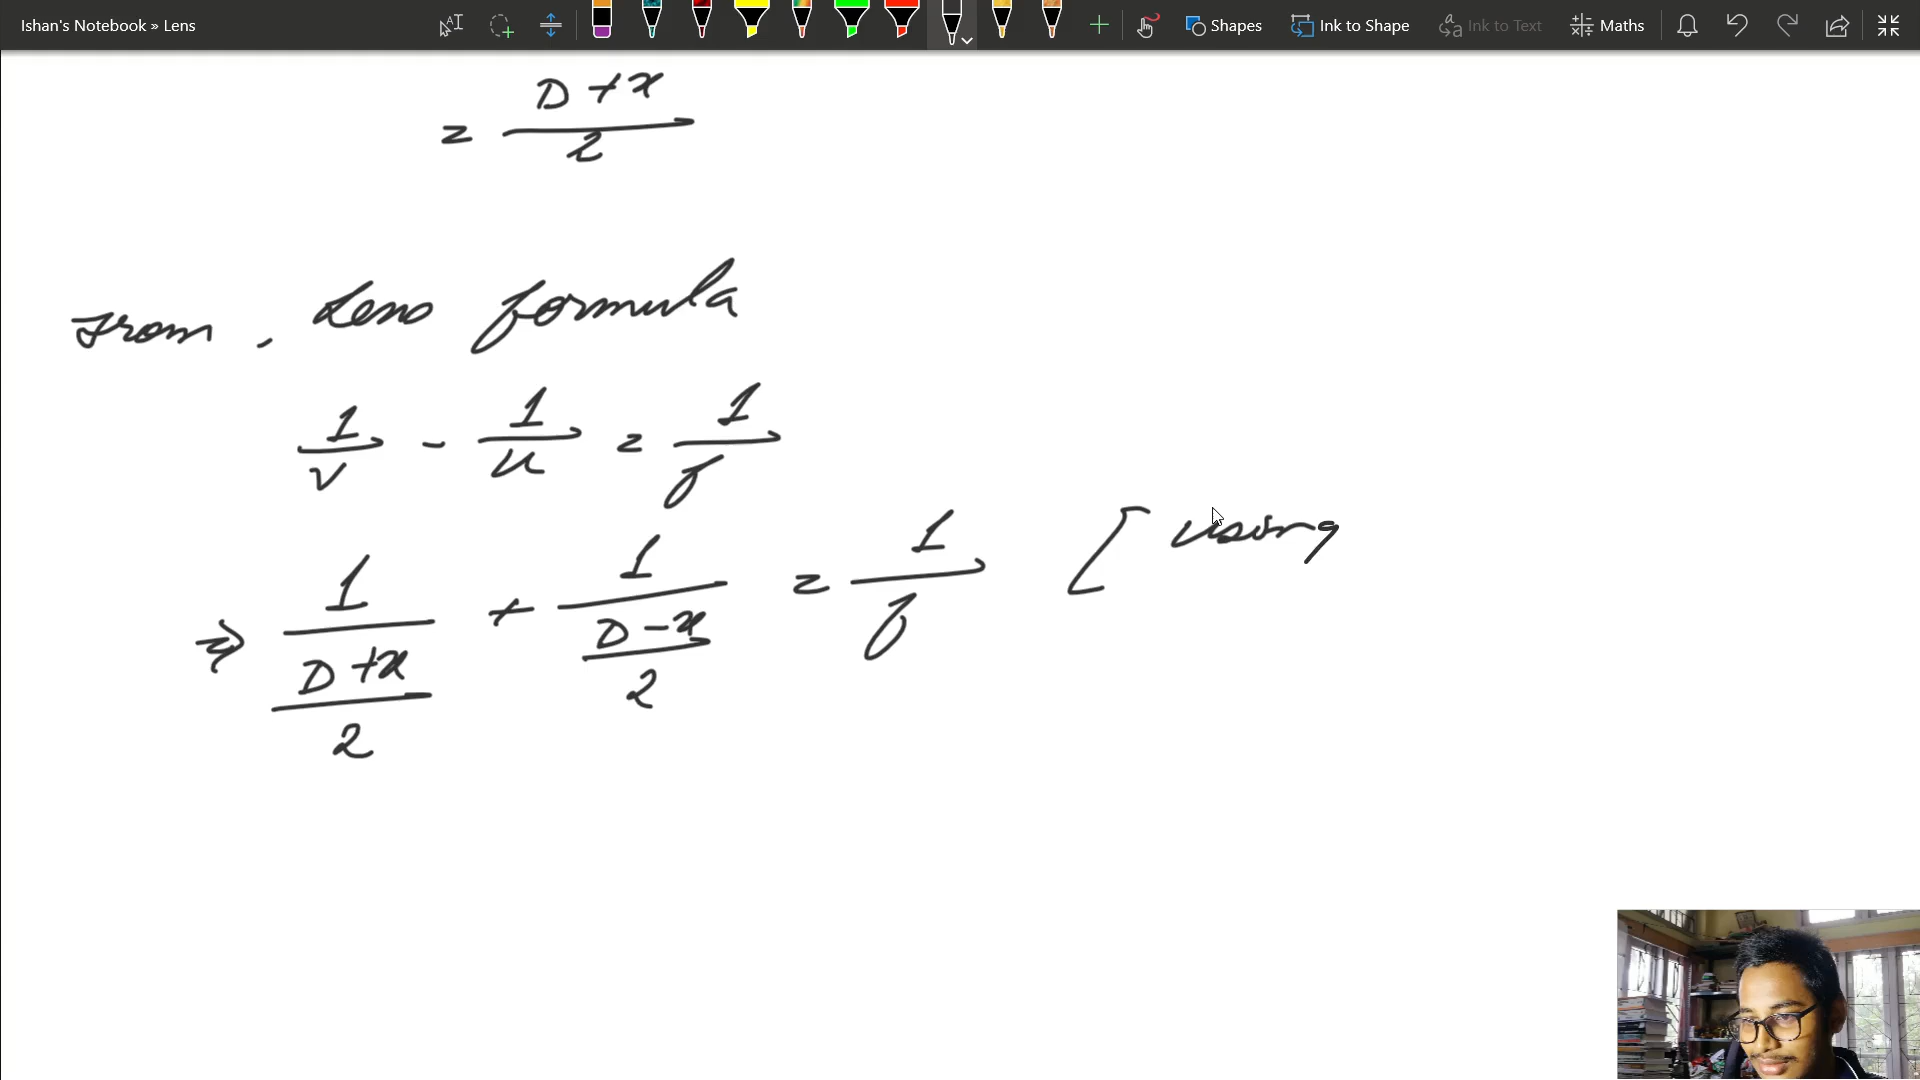 Ishan's Notebook » Lens
Shapes
Ink to Shape
Ink to Text
Maths
= D+x / 2
From, Lens formula
1/v - 1/u = 1/f
⇒ 1/((D+x)/2) + 1/((D-x)/2) = 1/f [using